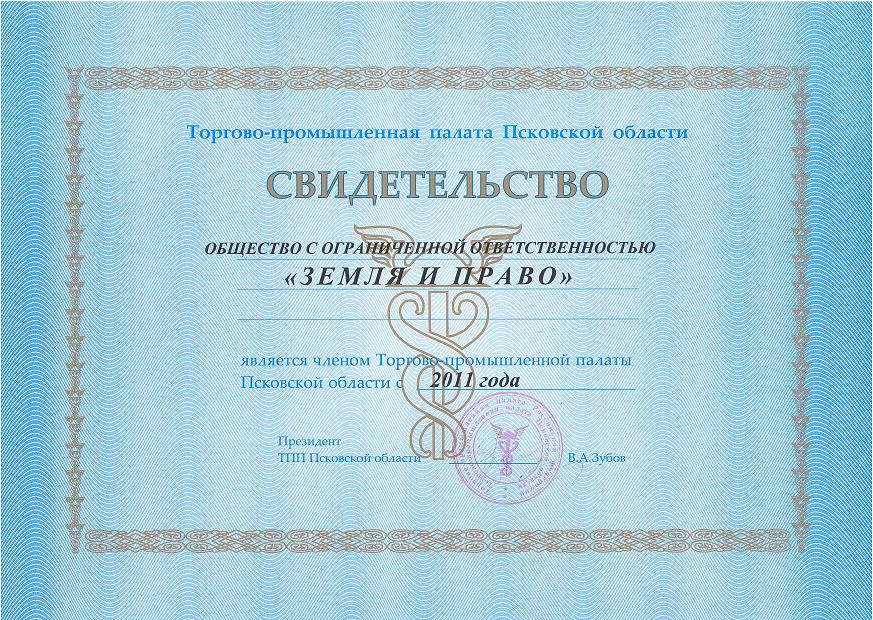 Торгово-промышленная палата Псковской области
СВИДЕТЕЛЬСТВО
ОБЩЕСТВО С ОГРАНИЧЕННОЙ ОТВЕТСТВЕННОСТЬЮ
«ЗЕМЛЯ И ПРАВО»
является членом Торгово-промышленной палаты
Псковской области с 2011 года
Президент
ТПП Псковской области В.А.Зубов